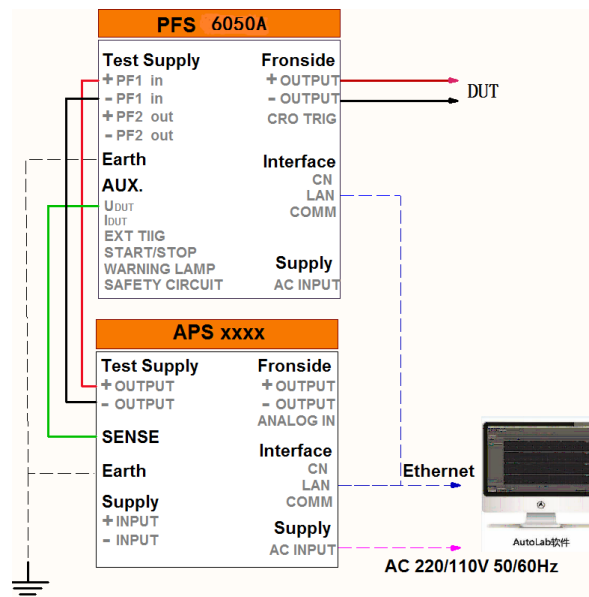 PFS 6050A
Test Supply
+ PF1 in
- PF1 in
+ PF2 out
- PF2 out
Earth
AUX.
UDUT
IDUT
EXT TIIG
START/STOP
WARNING LAMP
SAFETY CIRCUIT
Fronside
+ OUTPUT
- OUTPUT
CRO TRIG
Interface
CN
LAN
COMM
Supply
AC INPUT
DUT
APS xxxx
Test Supply
+ OUTPUT
- OUTPUT
SENSE
Earth
Supply
+ INPUT
- INPUT
Fronside
+ OUTPUT
- OUTPUT
ANALOG IN
Interface
CN
LAN
COMM
Supply
AC INPUT
Ethernet
AutoLab软件
AC 220/110V 50/60Hz